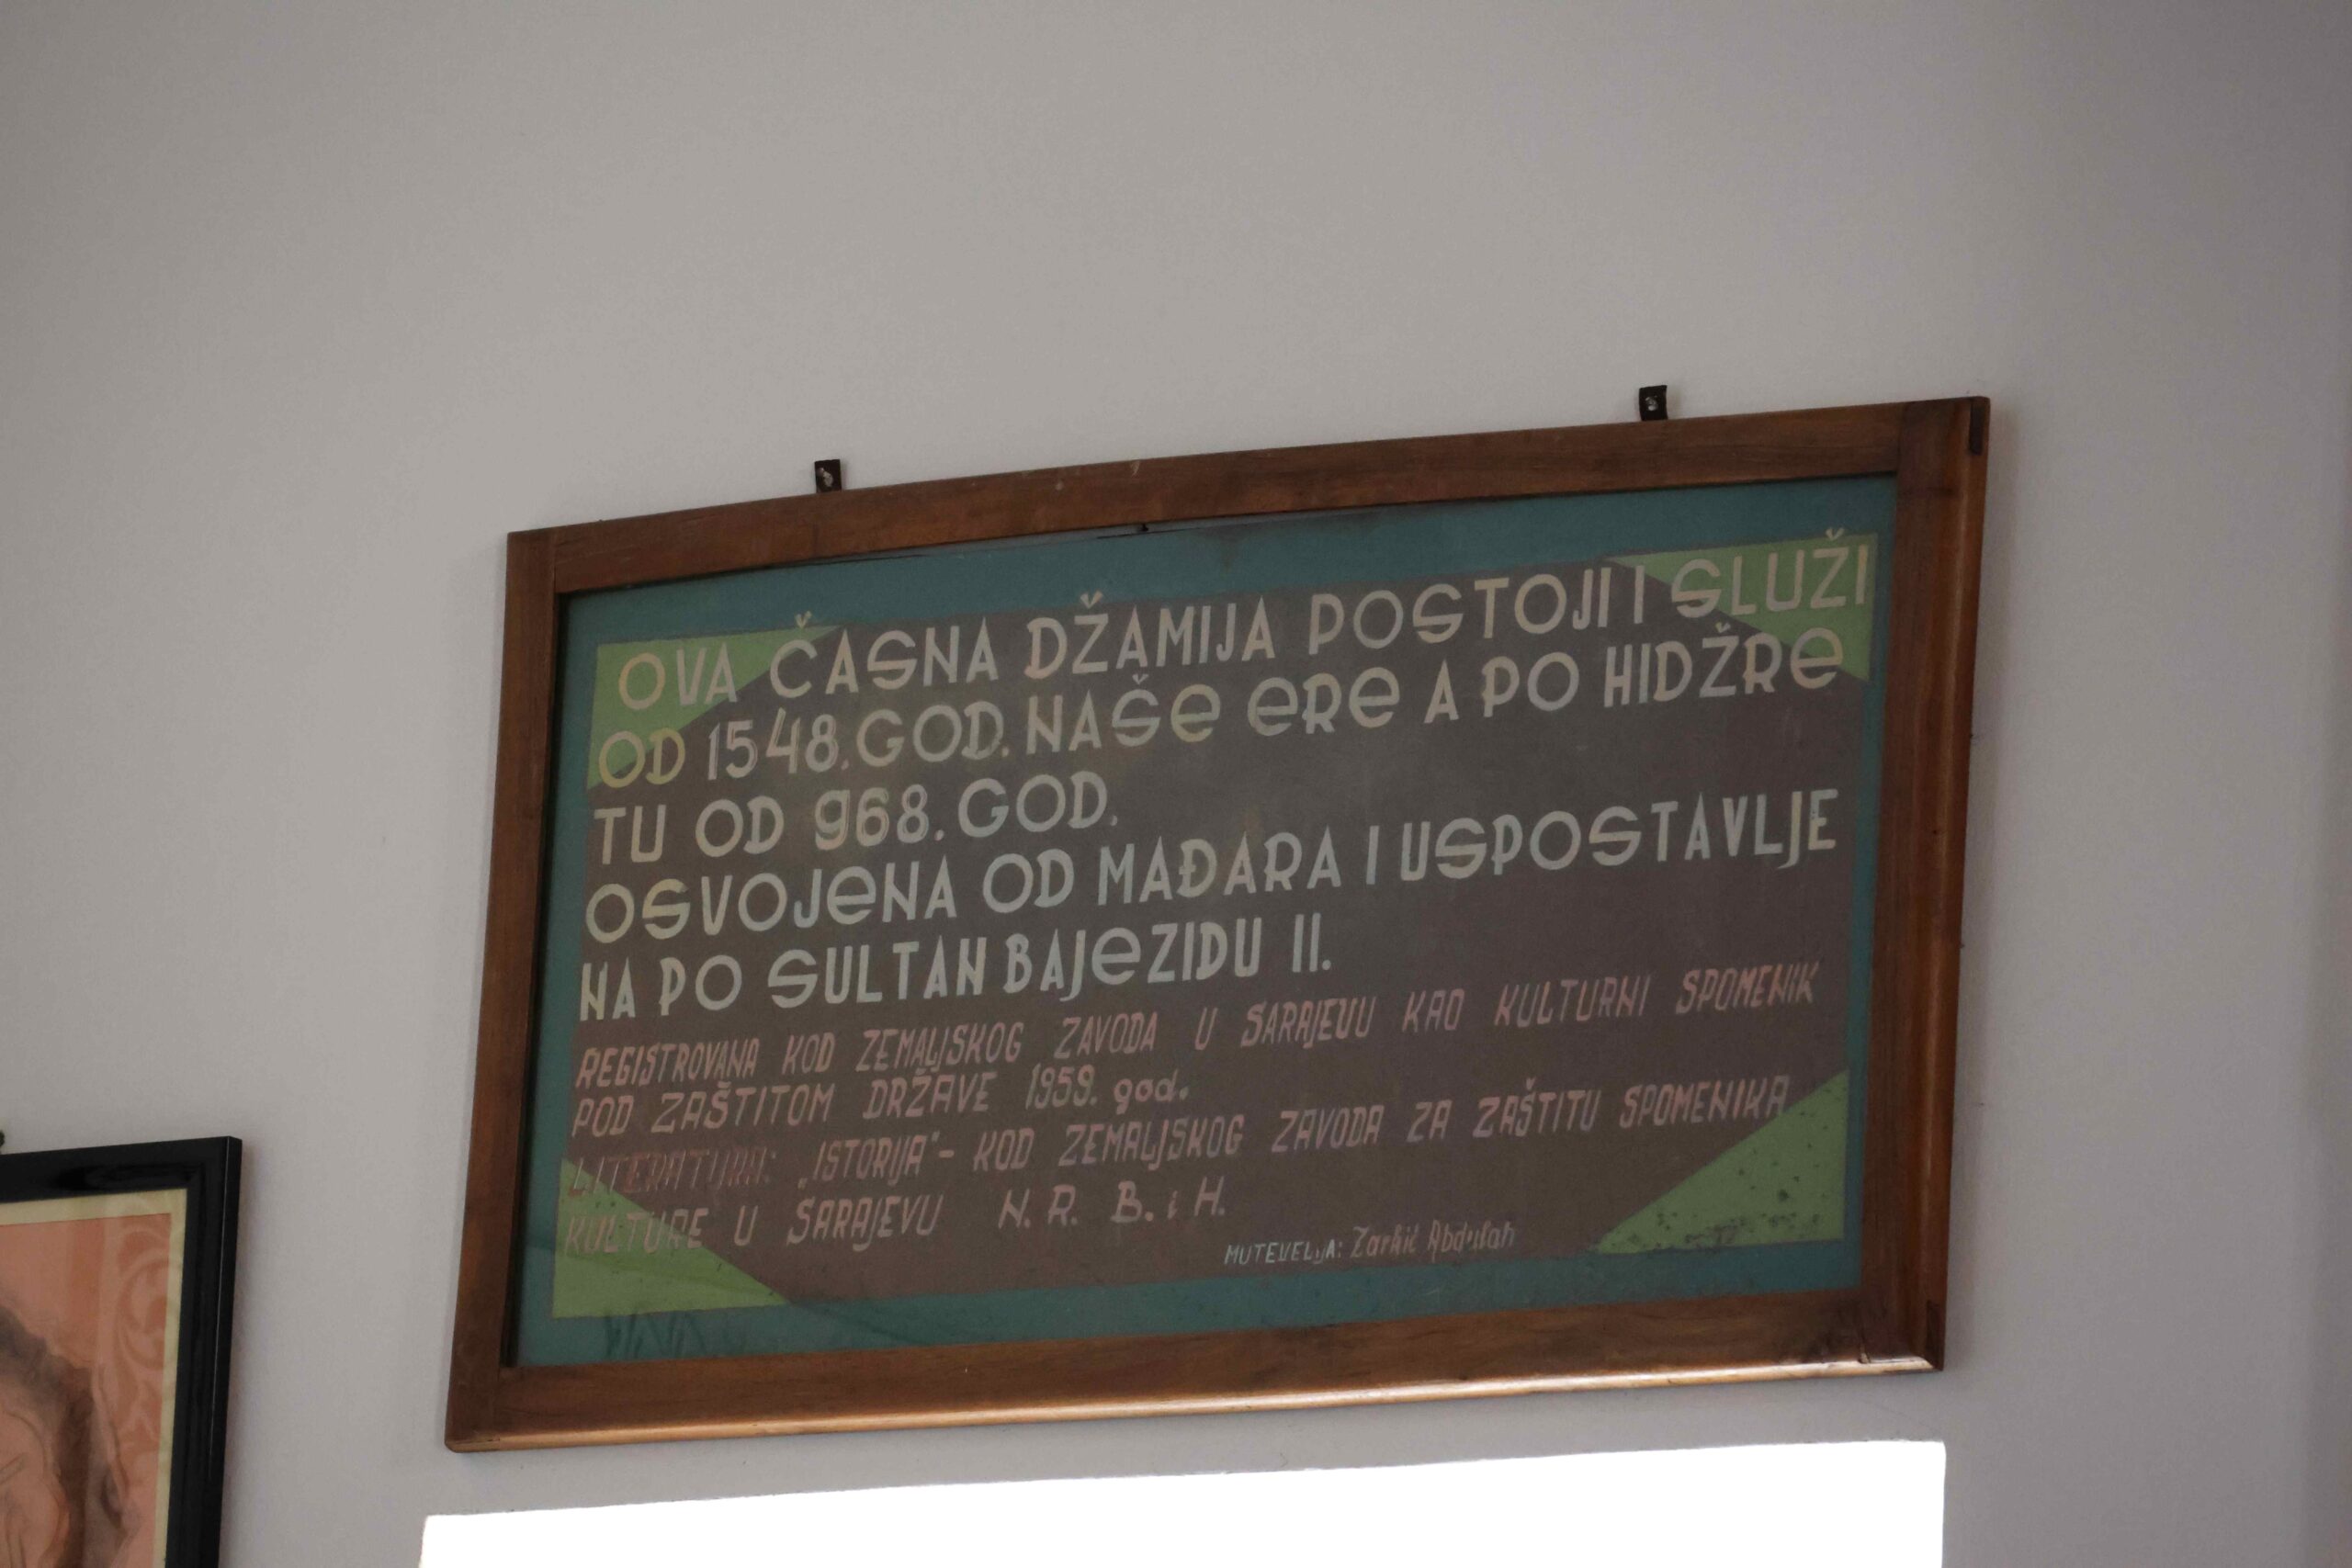 OVA ČASNA DŽAMIJA POSTOJI I SLUŽI
OD 1548. GOD. NAŠE ERE A PO HIDŽRE
TU OD 968. GOD.
OSVOJENA OD MAĐARA I USPOSTAVLJE
NA PO SULTAN BAJEZIDU II.
REGISTROVANA KOD ZEMALJSKOG ZAVODA U SARAJEVU KAO KULTURNI SPOMENIK
POD ZAŠTITOM DRŽAVE 1959. god.
LITERATURA: „ISTORIJA" - KOD ZEMALJSKOG ZAVODA ZA ZAŠTITU SPOMENIKA
KULTURE U SARAJEVU N. R. B. i H.
MUTEVELIJA: Zarkić Abdulah